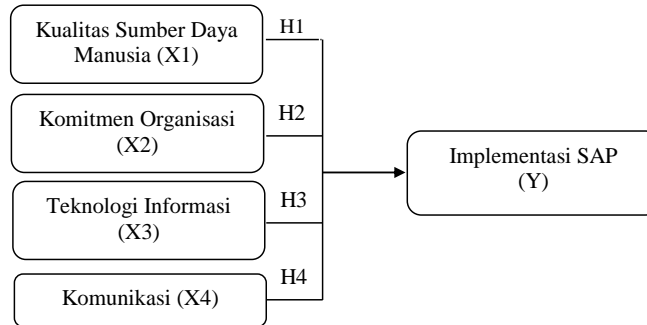 Kualitas Sumber Daya
Manusia (X1)
H1
Komitmen Organisasi
(X2)
H2
Implementasi SAP
(Y)
Teknologi Informasi
(X3)
H3
Komunikasi (X4)
H4